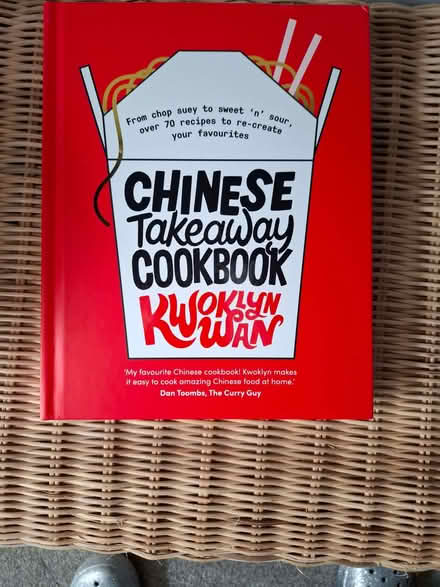 From chop suey to sweet 'n' sour,
over 70 recipes to re-create
your favourites
CHINESE
Takeaway
COOKBOOK
KWOKLYN
WAN
'My favourite Chinese cookbook! Kwoklyn makes
it easy to cook amazing Chinese food at home.'
Dan Toombs, The Curry Guy